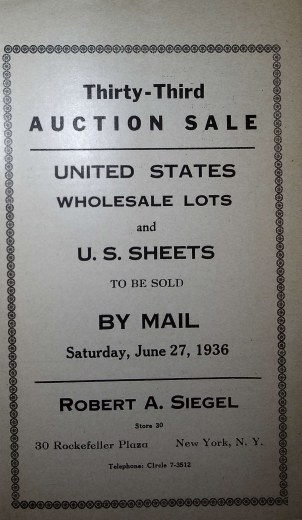 Thirty-Third
AUCTION SALE
UNITED STATES
WHOLESALE LOTS
and
U. S. SHEETS
TO BE SOLD
BY MAIL
Saturday, June 27, 1936
ROBERT A. SIEGEL
Store 20
30 Rockefeller Plaza New York, N. Y.
Telephone: CIrcle 7-3812